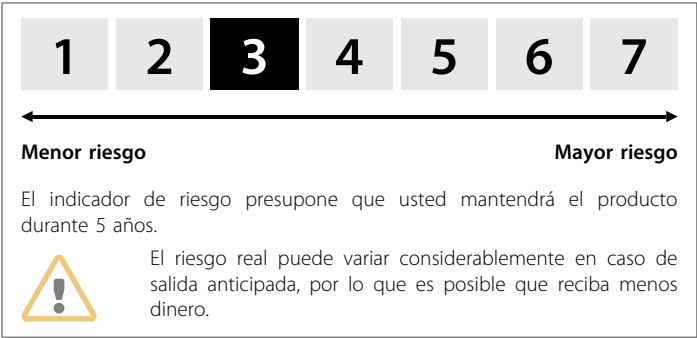 1 2 3 4 5 6 7
Menor riesgo Mayor riesgo
El indicador de riesgo presupone que usted mantendrá el producto
durante 5 años.
El riesgo real puede variar considerablemente en caso de
salida anticipada, por lo que es posible que reciba menos
dinero.